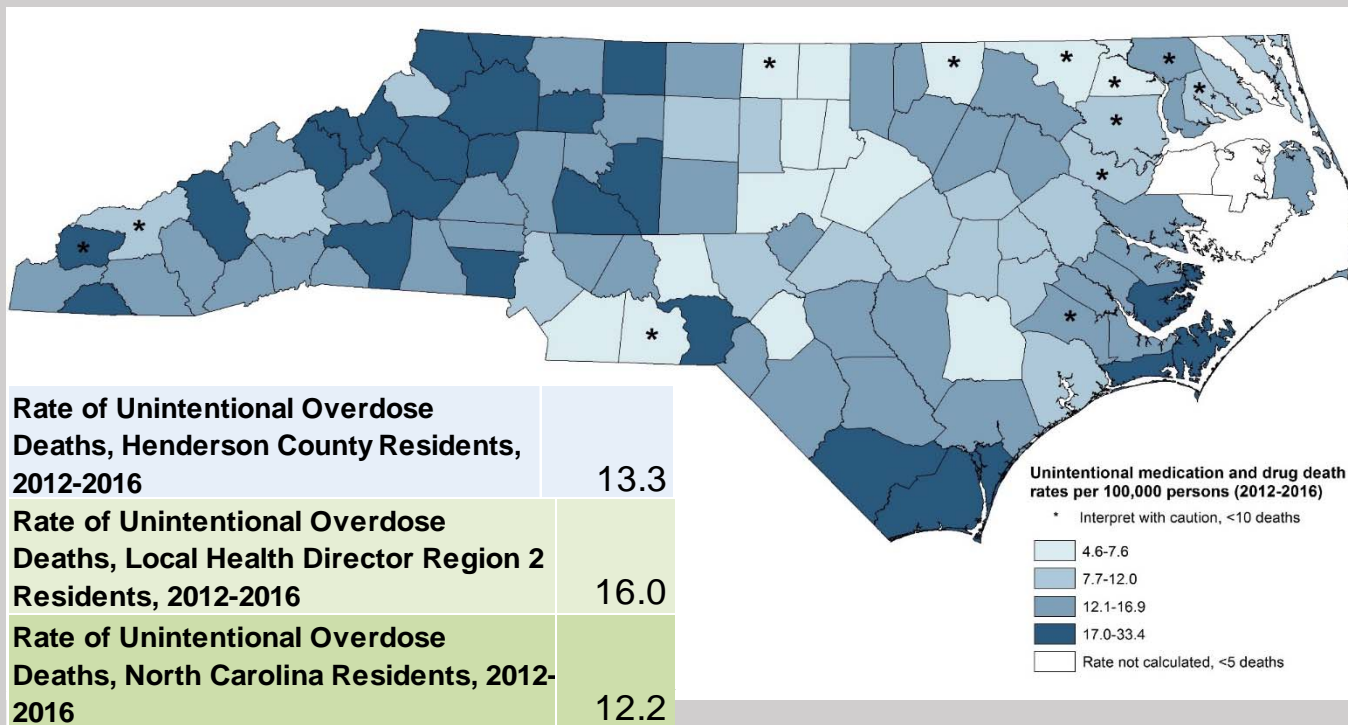 *
*
*
*
*
*
*
*
*
*
*
*
Rate of Unintentional Overdose
Deaths, Henderson County Residents,
2012-2016
13.3
Rate of Unintentional Overdose
Deaths, Local Health Director Region 2
Residents, 2012-2016
16.0
Rate of Unintentional Overdose
Deaths, North Carolina Residents, 2012-
2016
12.2
Unintentional medication and drug death
rates per 100,000 persons (2012-2016)
* Interpret with caution, <10 deaths
4.6-7.6
7.7-12.0
12.1-16.9
17.0-33.4
Rate not calculated, <5 deaths